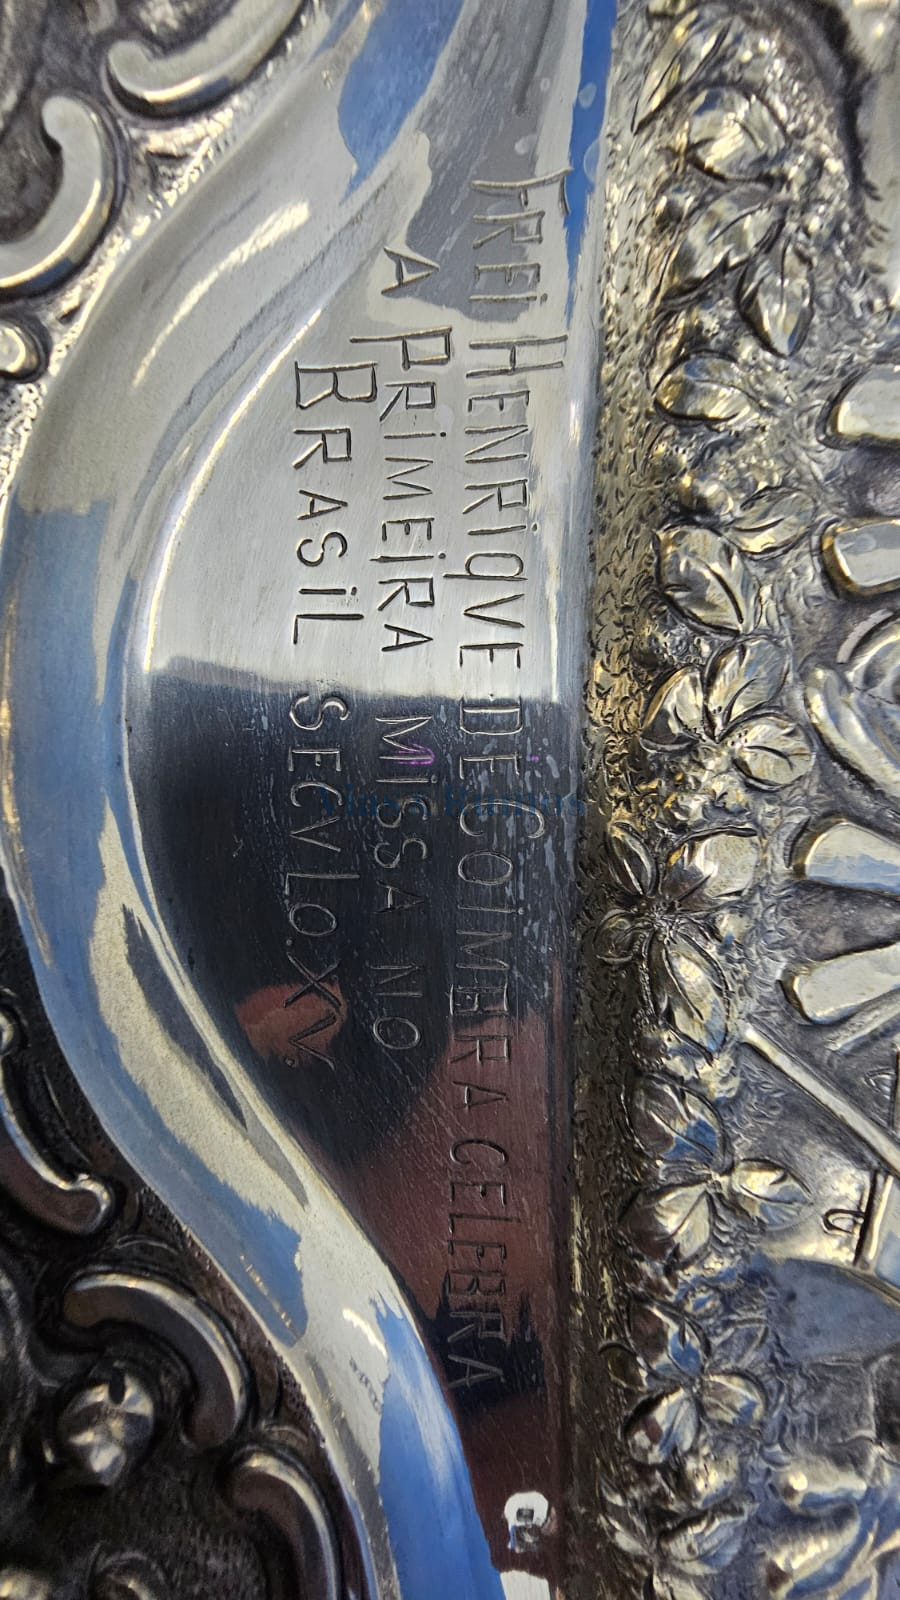 FREI HENRIQVE DE COIMBRA CELEBRA
A PRIMEIRA MISSA NO
BRASIL SECVLO.XV.